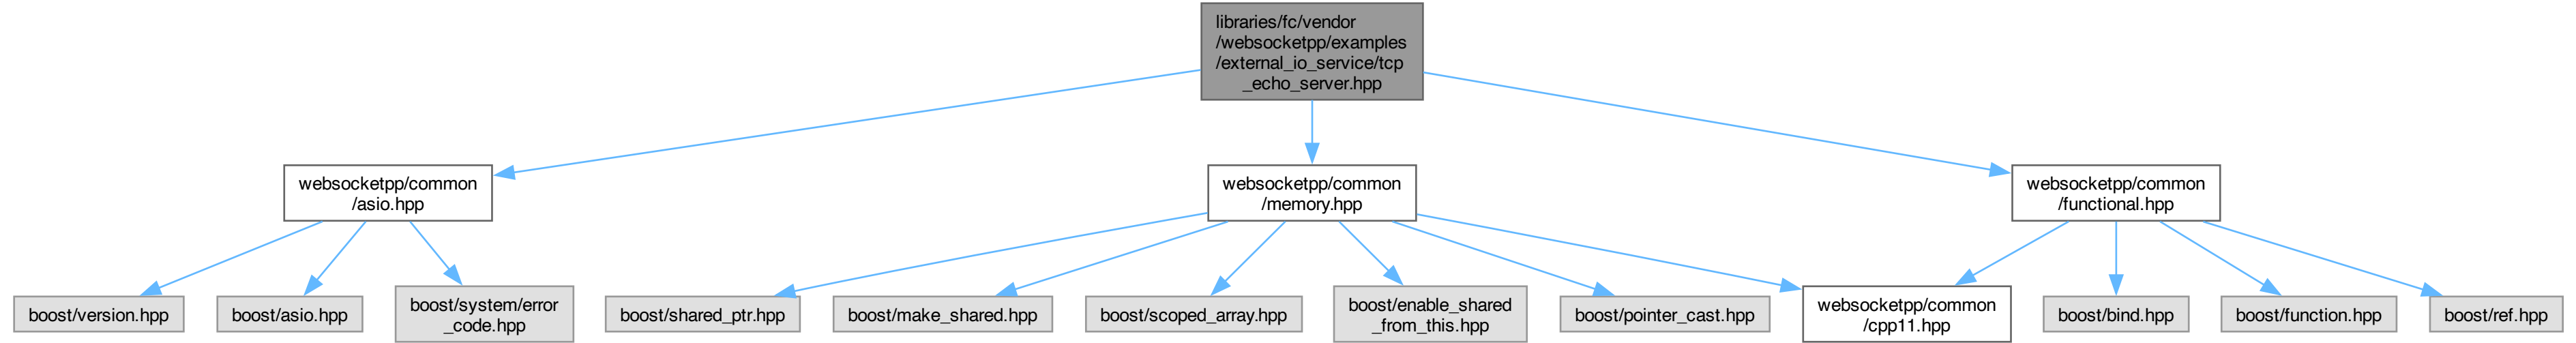 libraries/fc/vendor
/websocketpp/examples
/external_io_service/tcp
_echo_server.hpp
websocketpp/common
/asio.hpp
websocketpp/common
/memory.hpp
websocketpp/common
/functional.hpp
boost/version.hpp
boost/asio.hpp
boost/system/error
_code.hpp
boost/shared_ptr.hpp
boost/make_shared.hpp
boost/scoped_array.hpp
boost/enable_shared
_from_this.hpp
boost/pointer_cast.hpp
websocketpp/common
/cpp11.hpp
boost/bind.hpp
boost/function.hpp
boost/ref.hpp